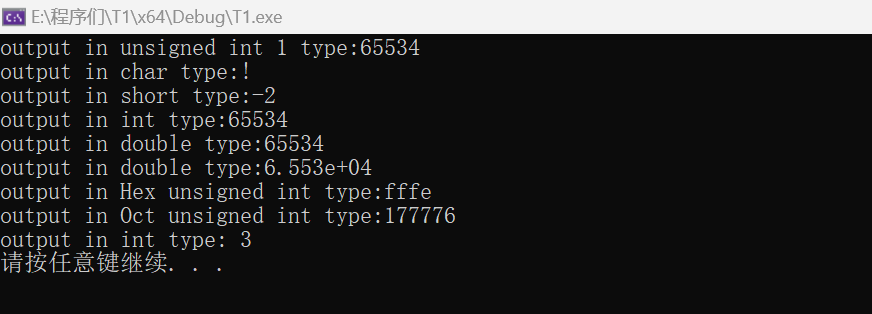 E:\程序们\T1\x64\Debug\T1.exe
output in unsigned int 1 type:65534
output in char type:!
output in short type:-2
output in int type:65534
output in double type:65534
output in double type:6.553e+04
output in Hex unsigned int type:fffe
output in Oct unsigned int type:177776
output in int type: 3
请按任意键继续. . .